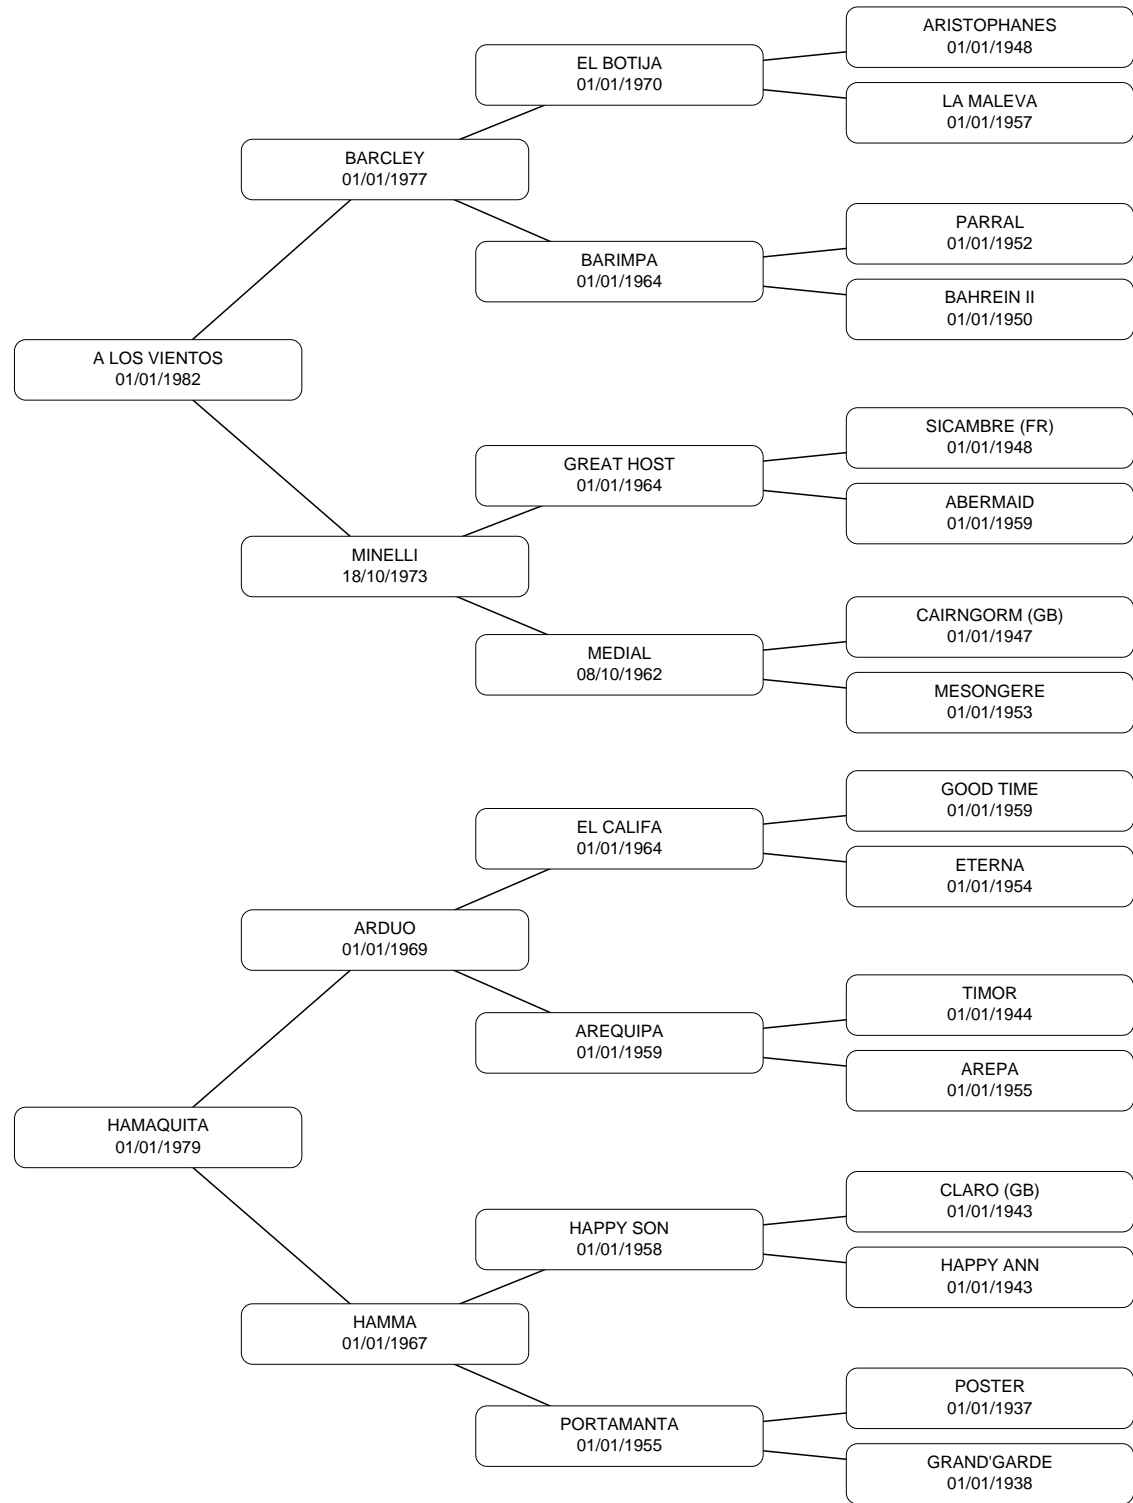 ARISTOPHANES
01/01/1948
EL BOTIJA
01/01/1970
LA MALEVA
01/01/1957
BARCLEY
01/01/1977
PARRAL
01/01/1952
BARIMPA
01/01/1964
BAHREIN II
01/01/1950
A LOS VIENTOS
01/01/1982
SICAMBRE (FR)
01/01/1948
GREAT HOST
01/01/1964
ABERMAID
01/01/1959
MINELLI
18/10/1973
CAIRNGORM (GB)
01/01/1947
MEDIAL
08/10/1962
MESONGERE
01/01/1953
GOOD TIME
01/01/1959
EL CALIFA
01/01/1964
ETERNA
01/01/1954
ARDUO
01/01/1969
TIMOR
01/01/1944
AREQUIPA
01/01/1959
AREPA
01/01/1955
HAMAQUITA
01/01/1979
CLARO (GB)
01/01/1943
HAPPY SON
01/01/1958
HAPPY ANN
01/01/1943
HAMMA
01/01/1967
POSTER
01/01/1937
PORTAMANTA
01/01/1955
GRAND'GARDE
01/01/1938